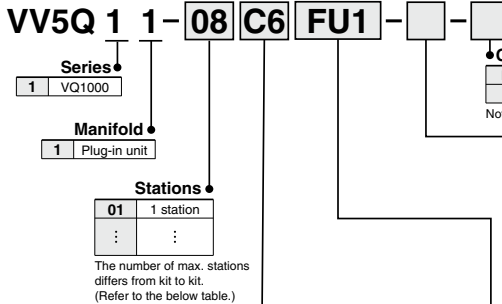 VV5Q 1 1 - 08 C6 FU1 - -
Series
1 VQ1000
Manifold
1 Plug-in unit
Stations
01 1 station
⋮ ⋮
The number of max. stations
differs from kit to kit.
(Refer to the below table.)